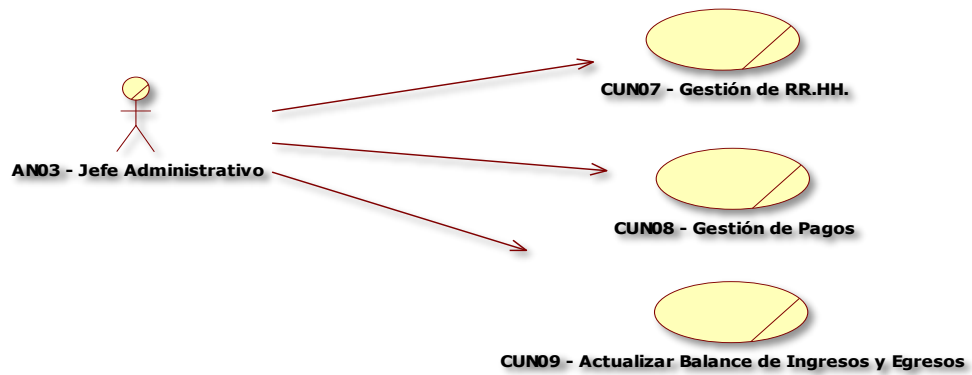 CUN07 - Gestión de RR.HH.
AN03 - Jefe Administrativo
CUN08 - Gestión de Pagos
CUN09 - Actualizar Balance de Ingresos y Egresos